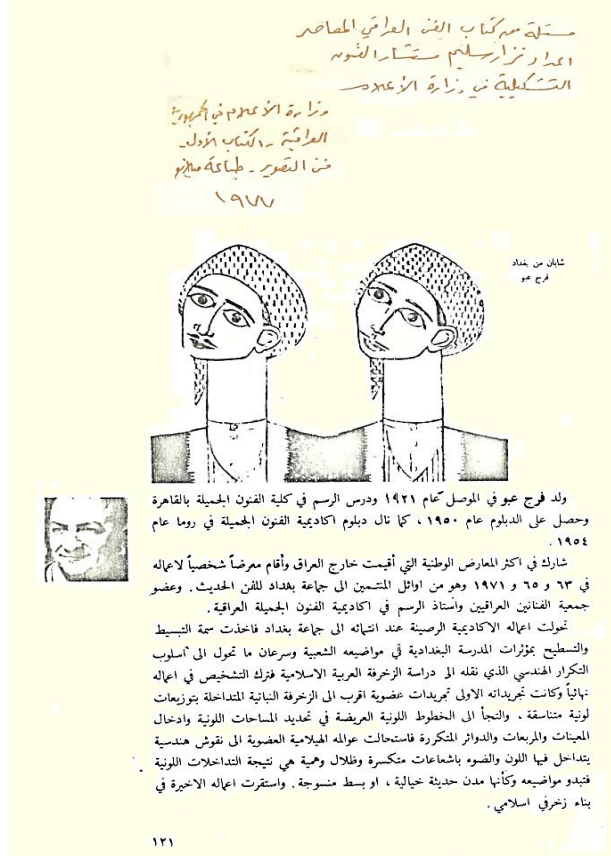 مستلة من كتاب الفن العراقي المعاصر
اعداد نزار سليم مستشار الفنون
التشكيلية في وزارة الأعلام
وزارة الأعلام في الجمهورية
العراقية - الكتاب الأول -
فن التصوير - طباعة ميلانو
١٩٧٧
شابان من بغداد
فرج عبو
ولد فرج عبو في الموصل عام ١٩٢١ ودرس الرسم في كلية الفنون الجميلة بالقاهرة
وحصل على الدبلوم عام ١٩٥٠ ، كما نال دبلوم اكاديمية الفنون الجميلة في روما عام
١٩٥٤ .
شارك في اكثر المعارض الوطنية التي أقيمت خارج العراق وأقام معرضاً شخصياً لاعماله
في ٦٣ و ٦٥ و ١٩٧١ وهو من اوائل المنتمين الى جماعة بغداد للفن الحديث . وعضو
جمعية الفنانين العراقيين واستاذ الرسم في اكاديمية الفنون الجميلة العراقية .
تحولت اعماله الاكاديمية الرصينة عند انتمائه الى جماعة بغداد فاخذت سمة التبسيط
والتسطيح بمؤثرات المدرسة البغدادية في مواضيعه الشعبية وسرعان ما تحول الى اسلوب
التكرار الهندسي الذي نقله الى دراسة الزخرفة العربية الاسلامية فترك التشخيص في اعماله
نهائياً وكانت تجريداته الاولى تجريدات عضوية اقرب الى الزخرفة النباتية المتداخلة بتوزيعات
لونية متناسقة . والتجأ الى الخطوط اللونية العريضة في تحديد المساحات اللونية وادخال
المعينات والمربعات والدوائر المتكررة فاستحالت عوالمه الهيلامية العضوية الى نقوش هندسية
يتداخل فيها اللون والضوء باشعاعات متكسرة وظلال وهمية هي نتيجة التداخلات اللونية
فتبدو مواضيعه وكأنها مدن حديثة خيالية ، او بسط منسوجة . واستقرت اعماله الاخيرة في
بناء زخرفي اسلامي .
١٢١